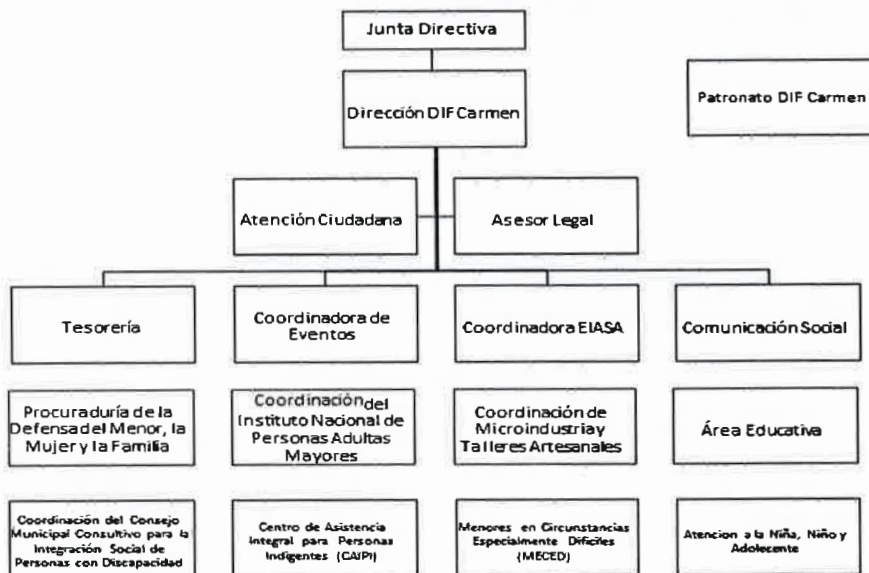 Junta Directiva
Dirección DIF Carmen
Patronato DIF Carmen
Atención Ciudadana
Asesor Legal
Tesorería
Coordinadora de
Eventos
Coordinadora EIASA
Comunicación Social
Procuraduría de la
Defensa del Menor, la
Mujer y la Familia
Coordinación del
Instituto Nacional de
Personas Adultas
Mayores
Coordinación de
Microindustria y
Talleres Artesanales
Área Educativa
Coordinación del Consejo
Municipal Consultivo para la
Integración Social de
Personas con Discapacidad
Centro de Asistencia
Integral para Personas
Indigentes (CAIPI)
Menores en Circunstancias
Especialmente Dificiles
(MECED)
Atencion a la Niña, Niño y
Adolecente